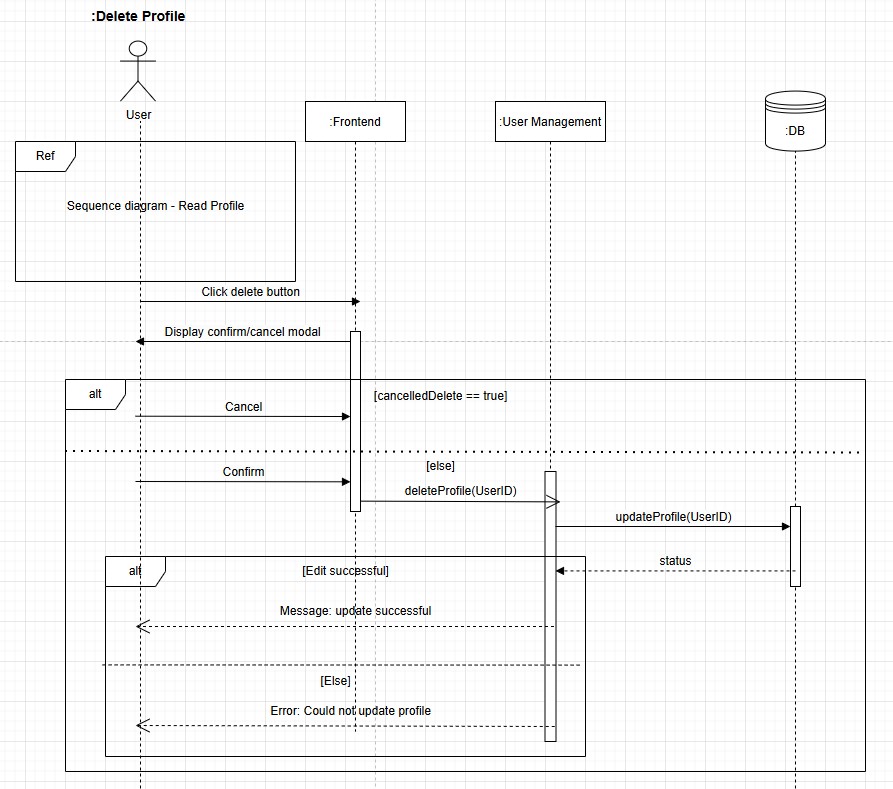 :Delete Profile
User
:Frontend
:User Management
:DB
Ref
Sequence diagram - Read Profile
Click delete button
Display confirm/cancel modal
alt
[cancelledDelete == true]
Cancel
[else]
Confirm
deleteProfile(UserID)
updateProfile(UserID)
status
alt
[Edit successful]
Message: update successful
[Else]
Error: Could not update profile